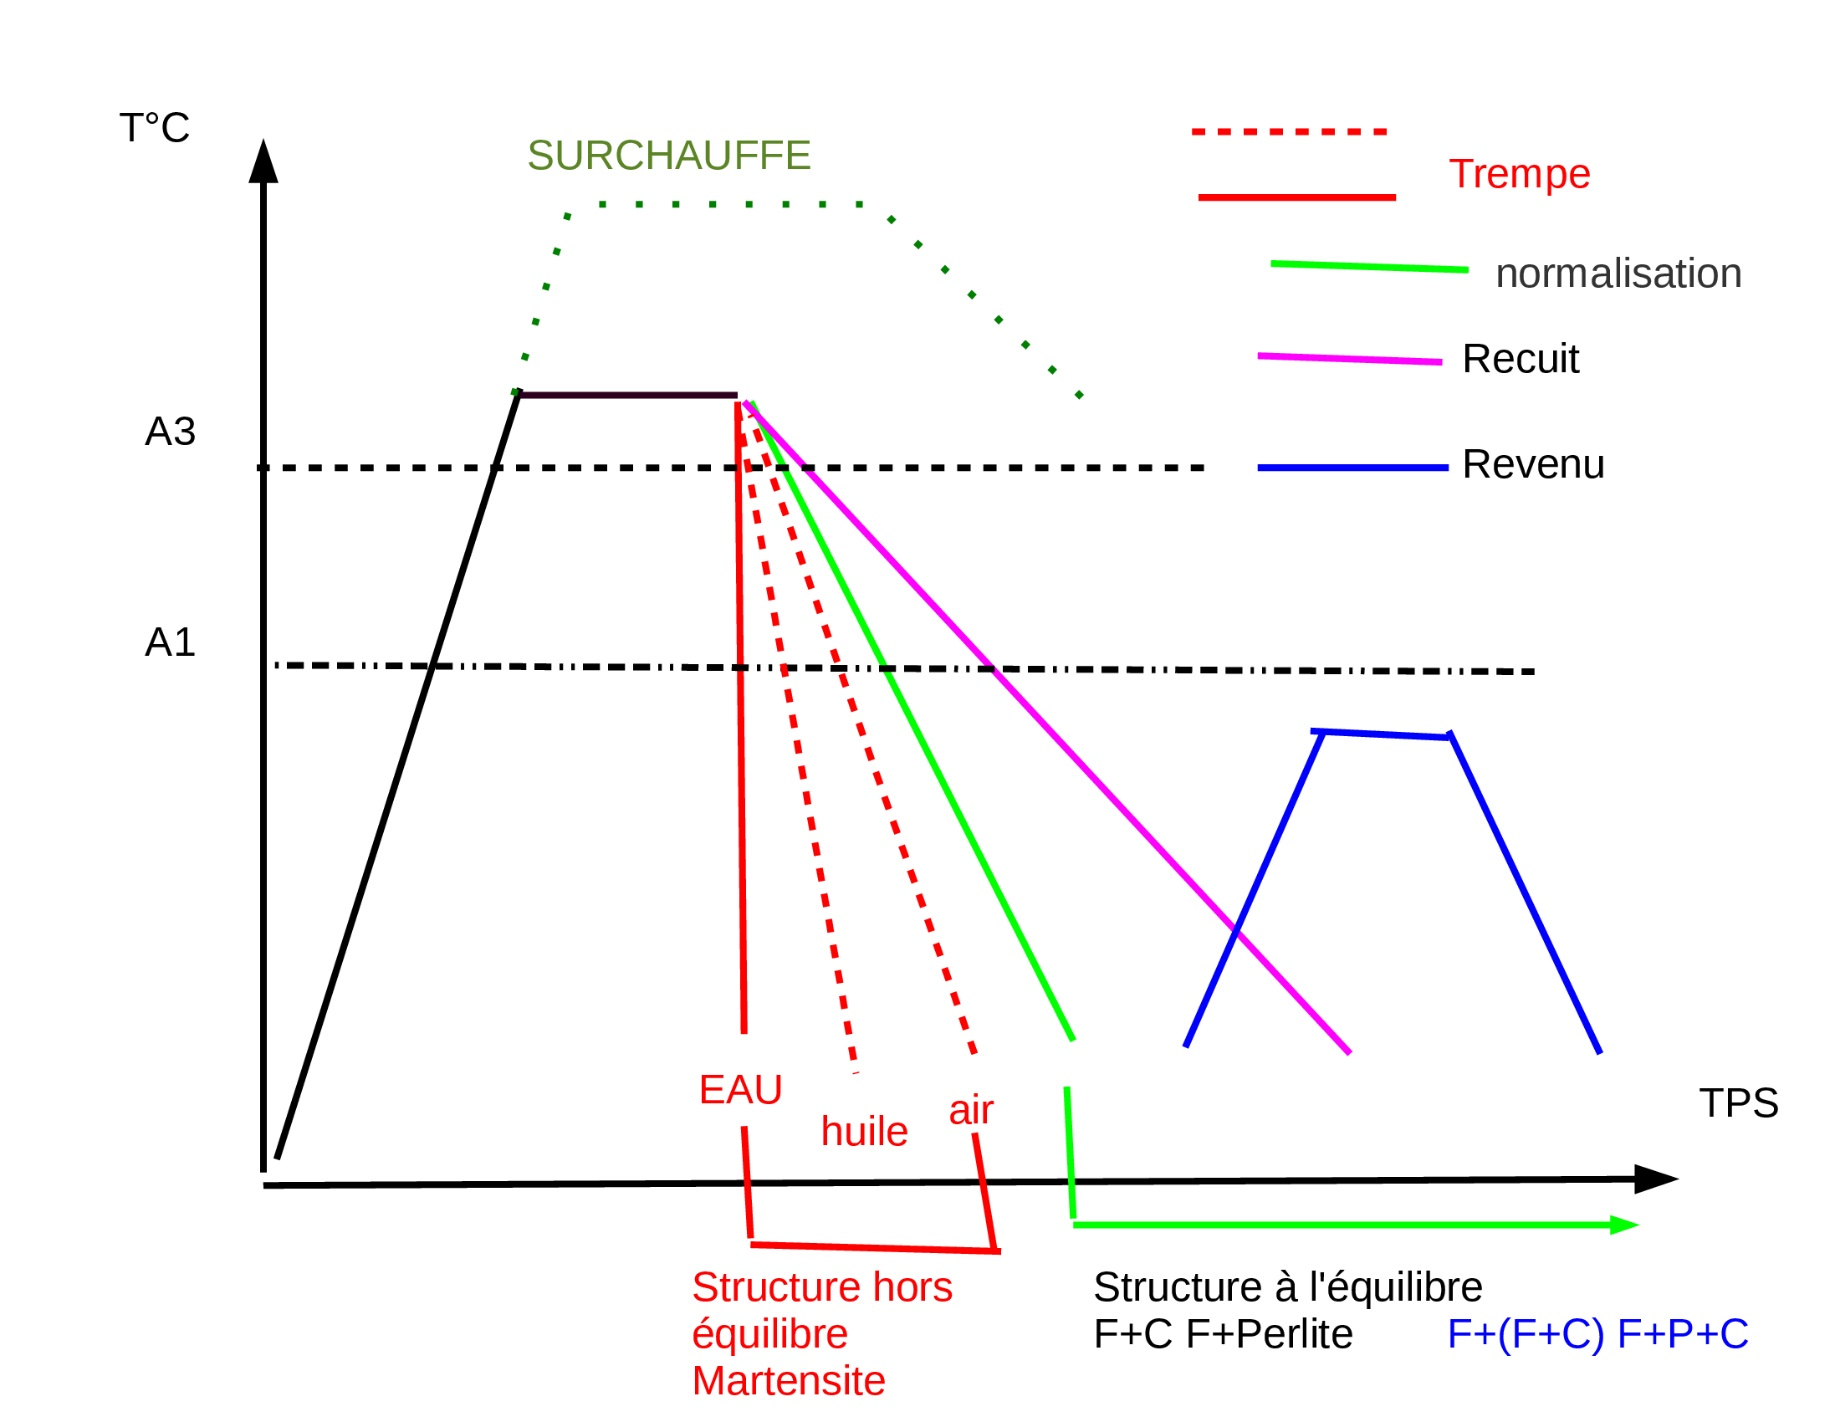 T°C
SURCHAUFFE
Trempe
normalisation
Recuit
A3
Revenu
A1
EAU
huile
air
TPS
Structure hors
équilibre
Martensite
Structure à l'équilibre
F+C F+Perlite
F+(F+C) F+P+C